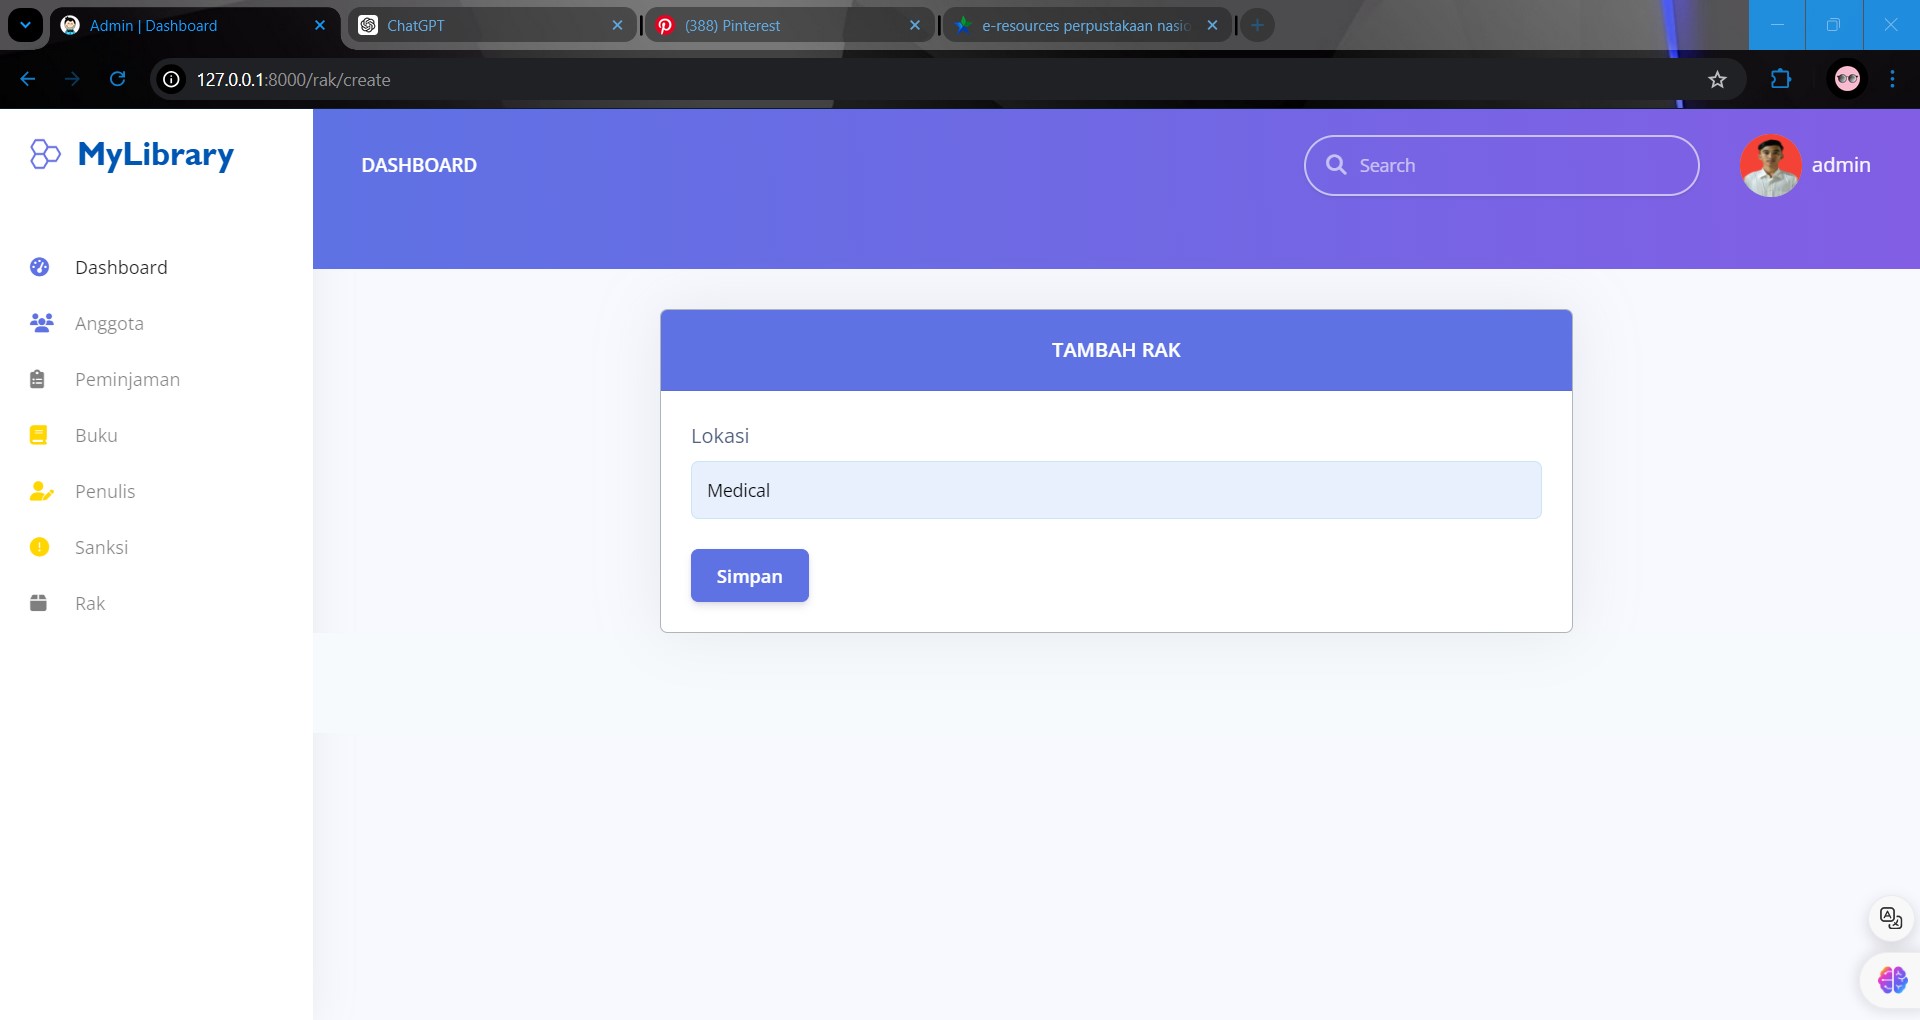 Admin | Dashboard
ChatGPT
(388) Pinterest
e-resources perpustakaan nasio
127.0.0.1:8000/rak/create
MyLibrary
DASHBOARD
Search
admin
Dashboard
Anggota
Peminjaman
Buku
Penulis
Sanksi
Rak
TAMBAH RAK
Lokasi
Medical
Simpan